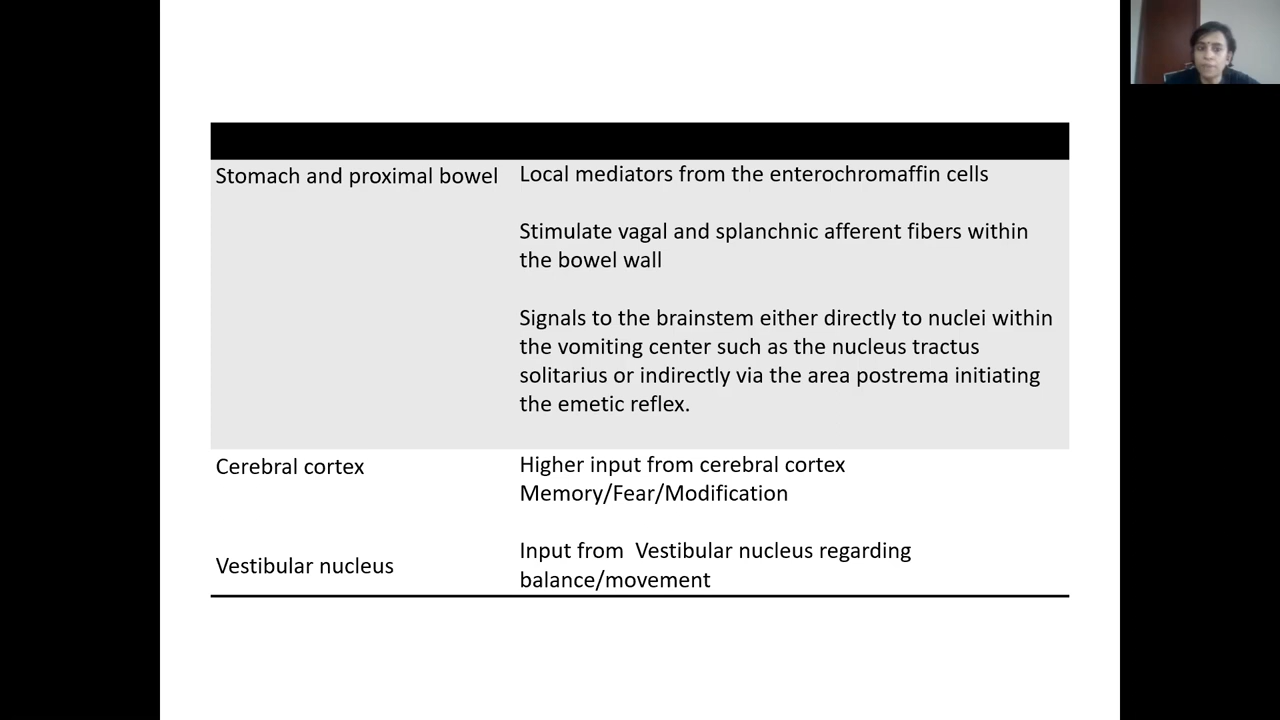 Stomach and proximal bowel
Local mediators from the enterochromaffin cells
Stimulate vagal and splanchnic afferent fibers within
the bowel wall
Signals to the brainstem either directly to nuclei within
the vomiting center such as the nucleus tractus
solitarius or indirectly via the area postrema initiating
the emetic reflex.
Cerebral cortex
Higher input from cerebral cortex
Memory/Fear/Modification
Vestibular nucleus
Input from  Vestibular nucleus regarding
balance/movement